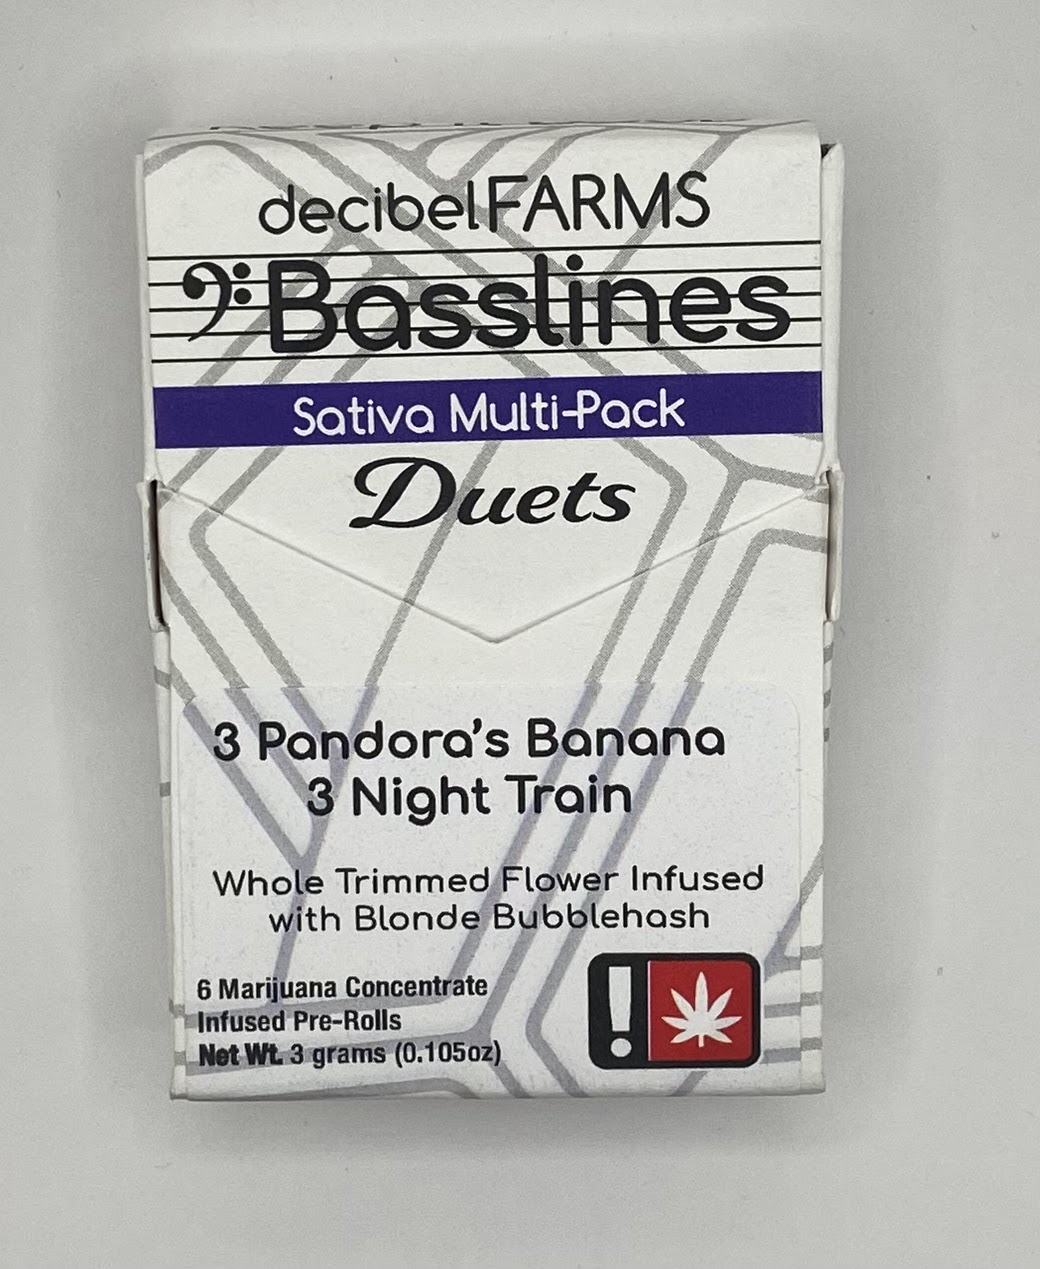 decibelFARMS
Basslines
Sativa Multi-Pack
Duets
3 Pandora's Banana
3 Night Train
Whole Trimmed Flower Infused
with Blonde Bubblehash
6 Marijuana Concentrate
Infused Pre-Rolls
Net Wt. 3 grams (0.105oz)